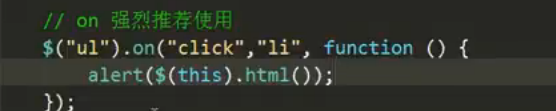 // on 强烈推荐使用
$("ul").on("click","li", function () {
alert($(this).html());
});